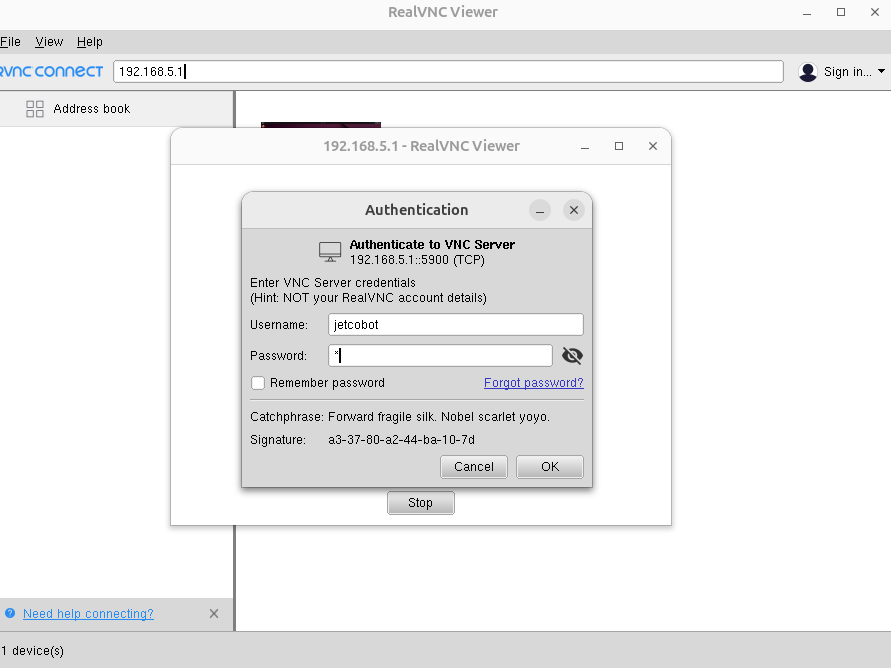 RealVNC Viewer
File View Help
RVNC CONNECT 192.168.5.1 Sign in...
Address book
192.168.5.1 - RealVNC Viewer
Authentication
Authenticate to VNC Server
192.168.5.1::5900 (TCP)
Enter VNC Server credentials
(Hint: NOT your RealVNC account details)
Username: jetcobot
Password: *
Remember password Forgot password?
Catchphrase: Forward fragile silk. Nobel scarlet yoyo.
Signature: a3-37-80-a2-44-ba-10-7d
Cancel OK
Stop
Need help connecting?
1 device(s)